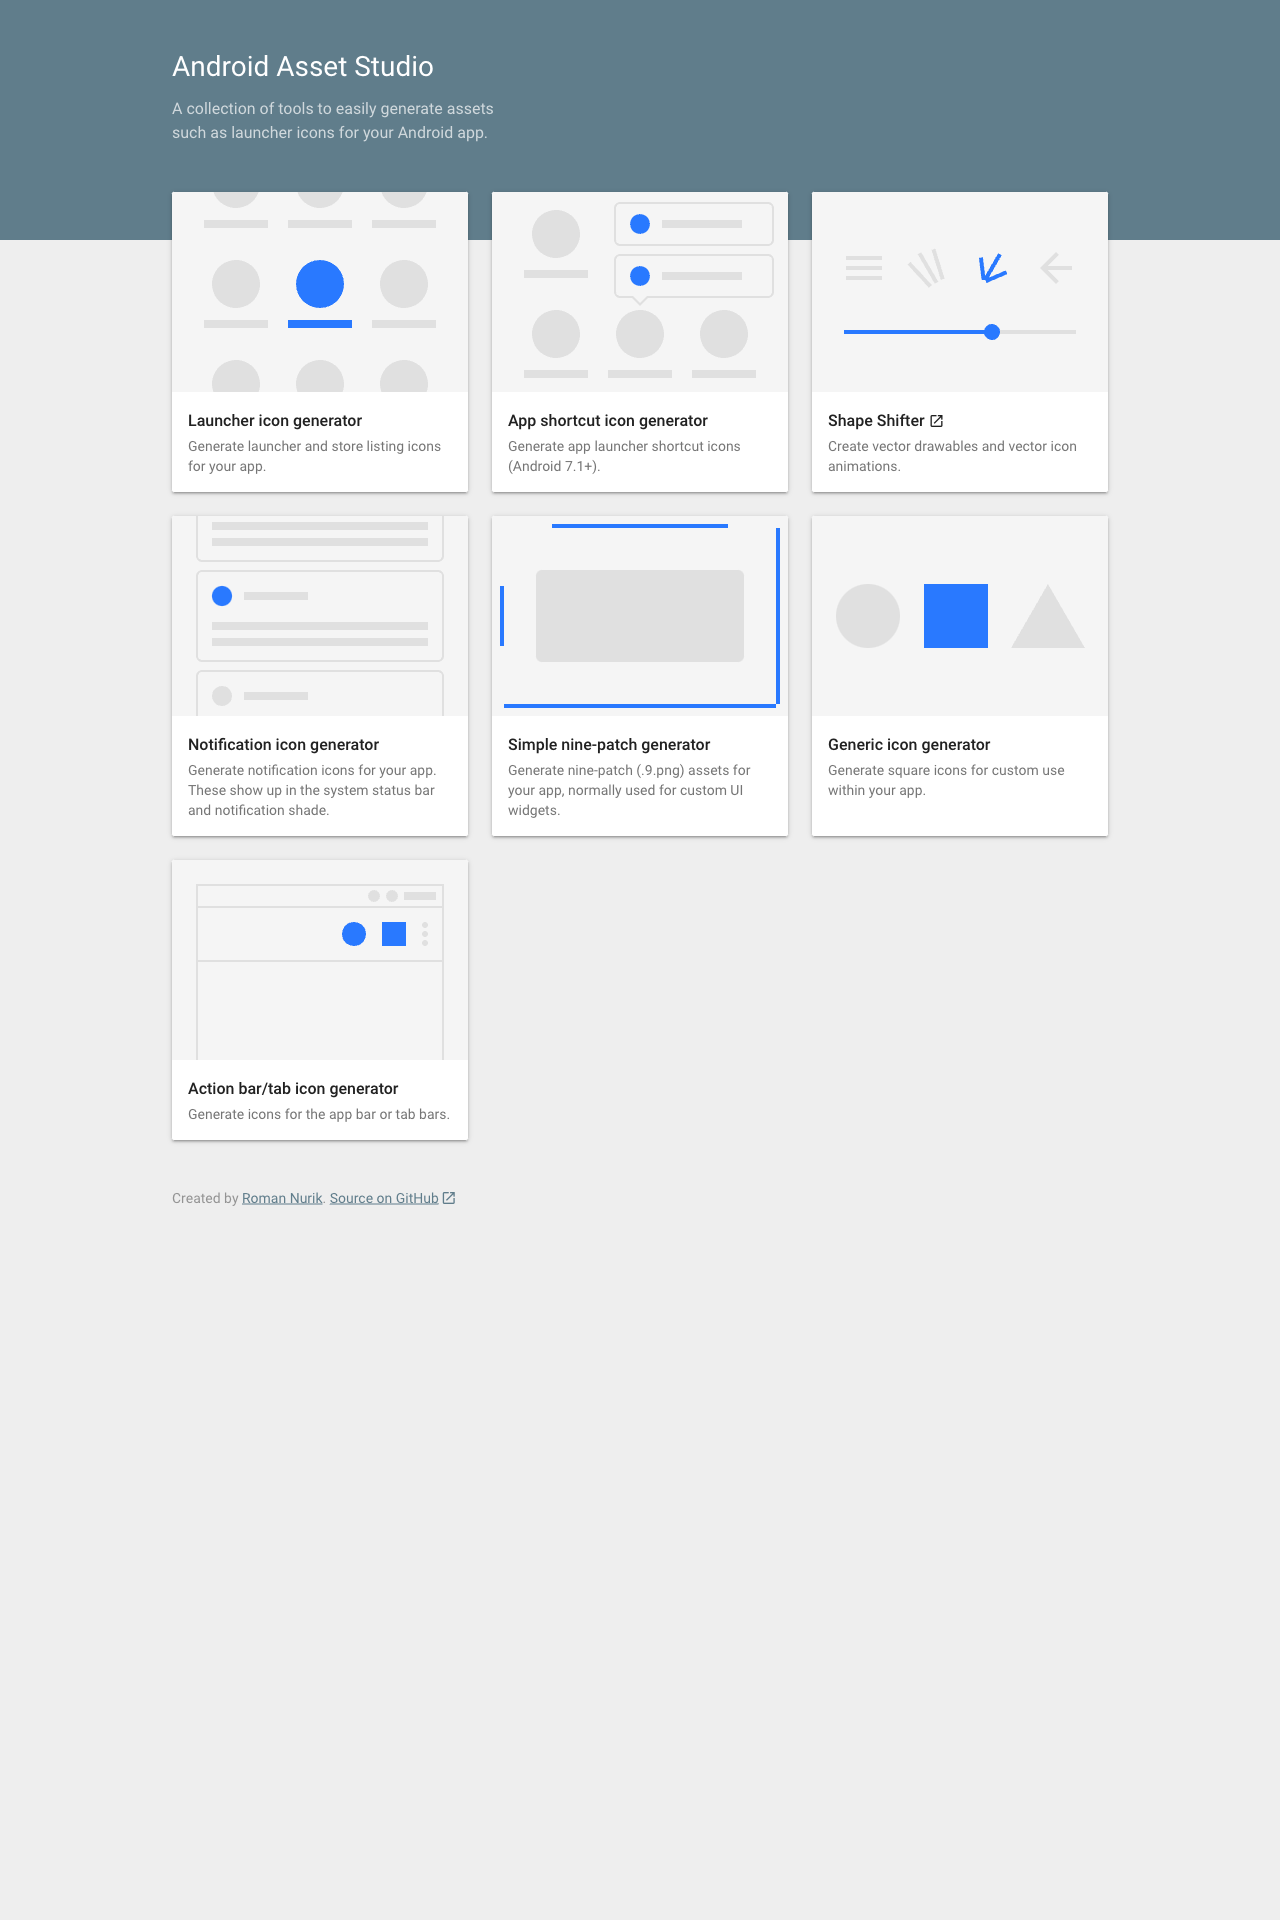 Android Asset Studio
A collection of tools to easily generate assets
such as launcher icons for your Android app.
Launcher icon generator
Generate launcher and store listing icons
for your app.
App shortcut icon generator
Generate app launcher shortcut icons
(Android 7.1+).
Shape Shifter
Create vector drawables and vector icon
animations.
Notification icon generator
Generate notification icons for your app.
These show up in the system status bar
and notification shade.
Simple nine-patch generator
Generate nine-patch (.9.png) assets for
your app, normally used for custom UI
widgets.
Generic icon generator
Generate square icons for custom use
within your app.
Action bar/tab icon generator
Generate icons for the app bar or tab bars.
Created by Roman Nurik. Source on GitHub